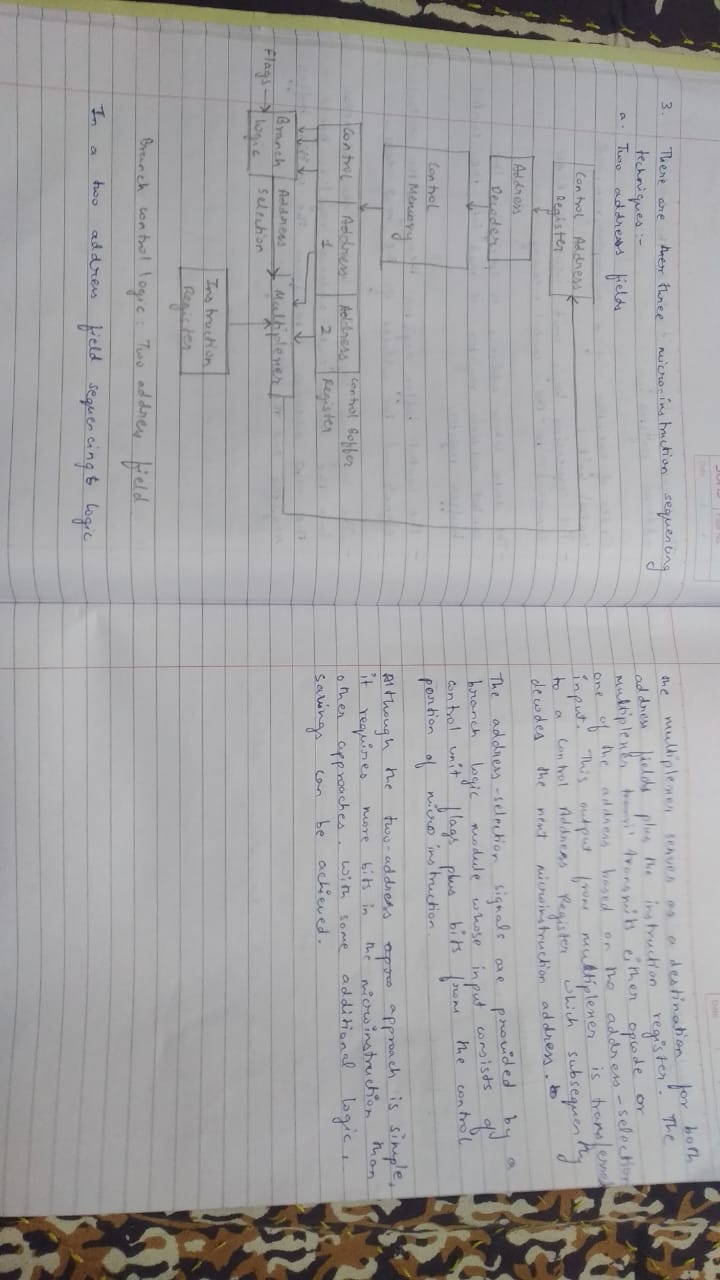 3. There are ther three micro-instruction sequencing
techniques:-
a. Two address fields
Control Address
Register
Address
Decoder
Control
Memory
Control
Address
1
Address
2
Control Buffer
Register
Flags
Branch
logic
Address
Selection
Multiplexer
Instruction
Register
Branch control logic: Two address field
In a two address field sequencing logic
Date
Date
the multiplexer serves as a destination for both
address fields plus the instruction register. The
multiplexer transmits either opcode or
one of the address based on the address-selection
input. This output from multiplexer is transferred
to a Control Address Register which subsequently
decodes the next microinstruction address.
The address-selection signals are provided by a
branch logic module whose input consists of
control unit flags plus bits from the control
portion of micro instruction.
Although the two-address approach is simple,
it requires more bits in the microinstruction than
other approaches. With some additional logic,
savings can be achieved.